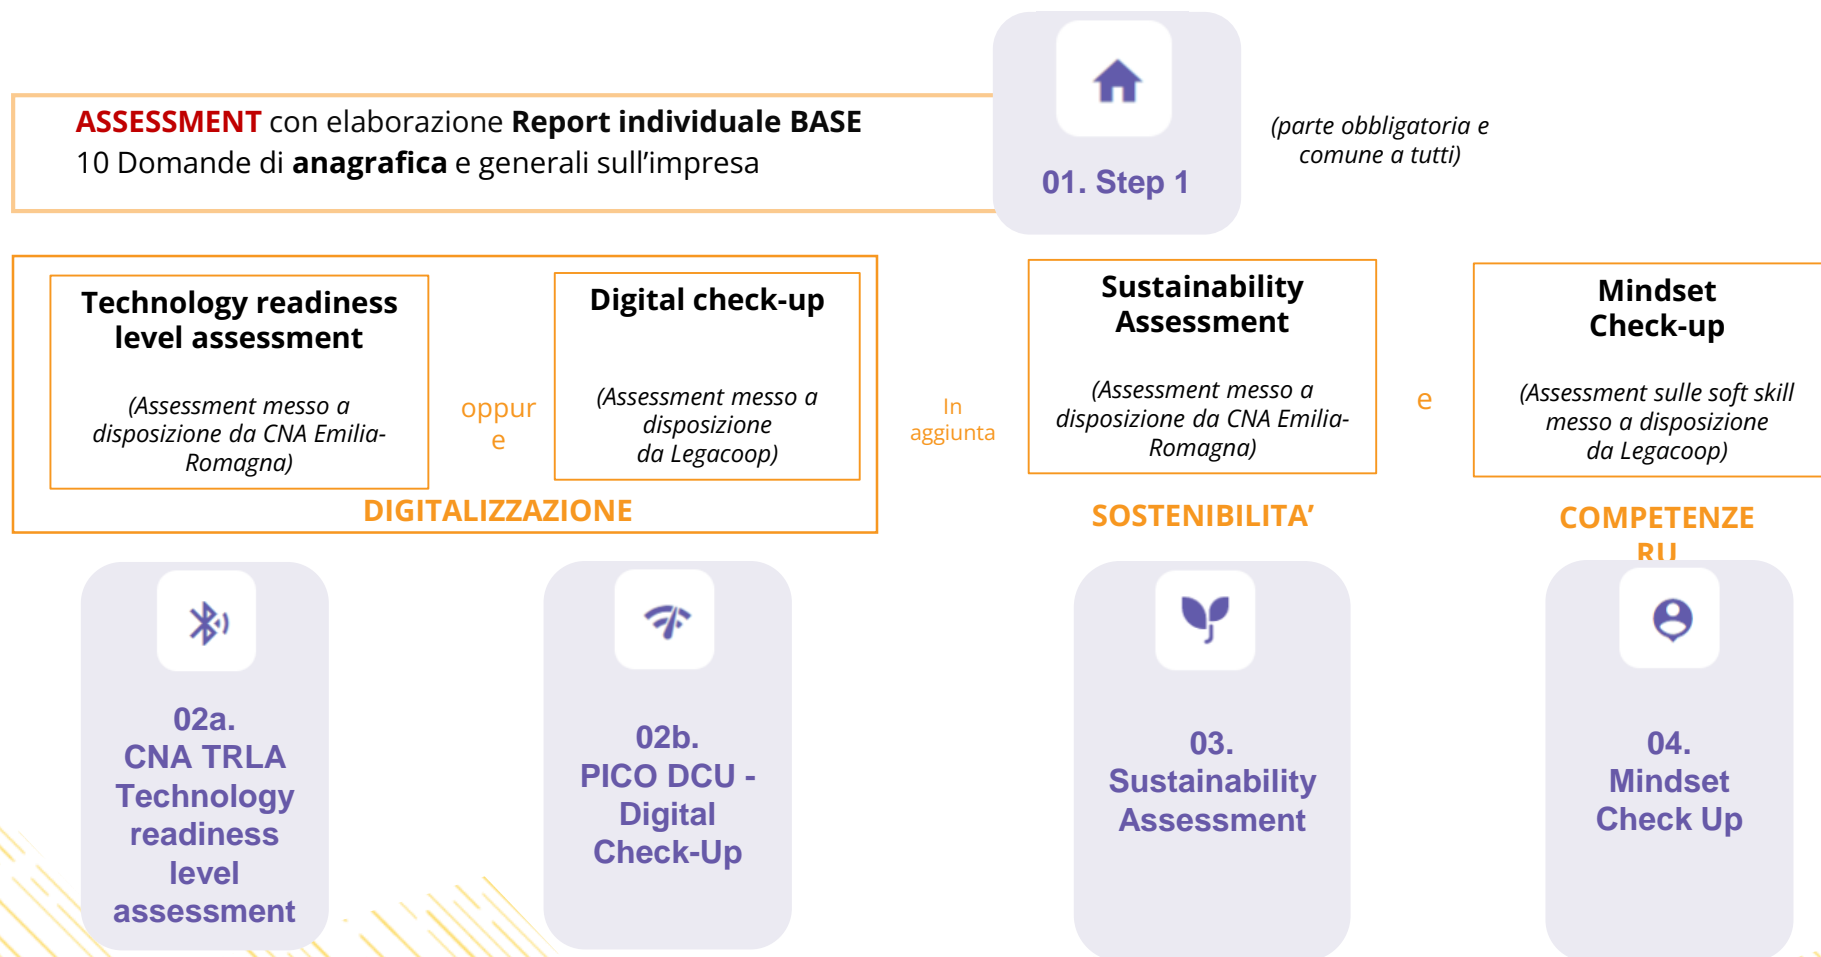 ASSESSMENT con elaborazione Report individuale BASE
10 Domande di anagrafica e generali sull'impresa
01. Step 1
(parte obbligatoria e
comune a tutti)
Technology readiness
level assessment
(Assessment messo a
disposizione da CNA Emilia-
Romagna)
oppur
e
Digital check-up
(Assessment messo a
disposizione
da Legacoop)
DIGITALIZZAZIONE
In
aggiunta
Sustainability
Assessment
(Assessment messo a
disposizione da CNA Emilia-
Romagna)
SOSTENIBILITA'
e
Mindset
Check-up
(Assessment sulle soft skill
messo a disposizione
da Legacoop)
COMPETENZE
RU
02a.
CNA TRLA
Technology
readiness
level
assessment
02b.
PICO DCU -
Digital
Check-Up
03.
Sustainability
Assessment
04.
Mindset
Check Up